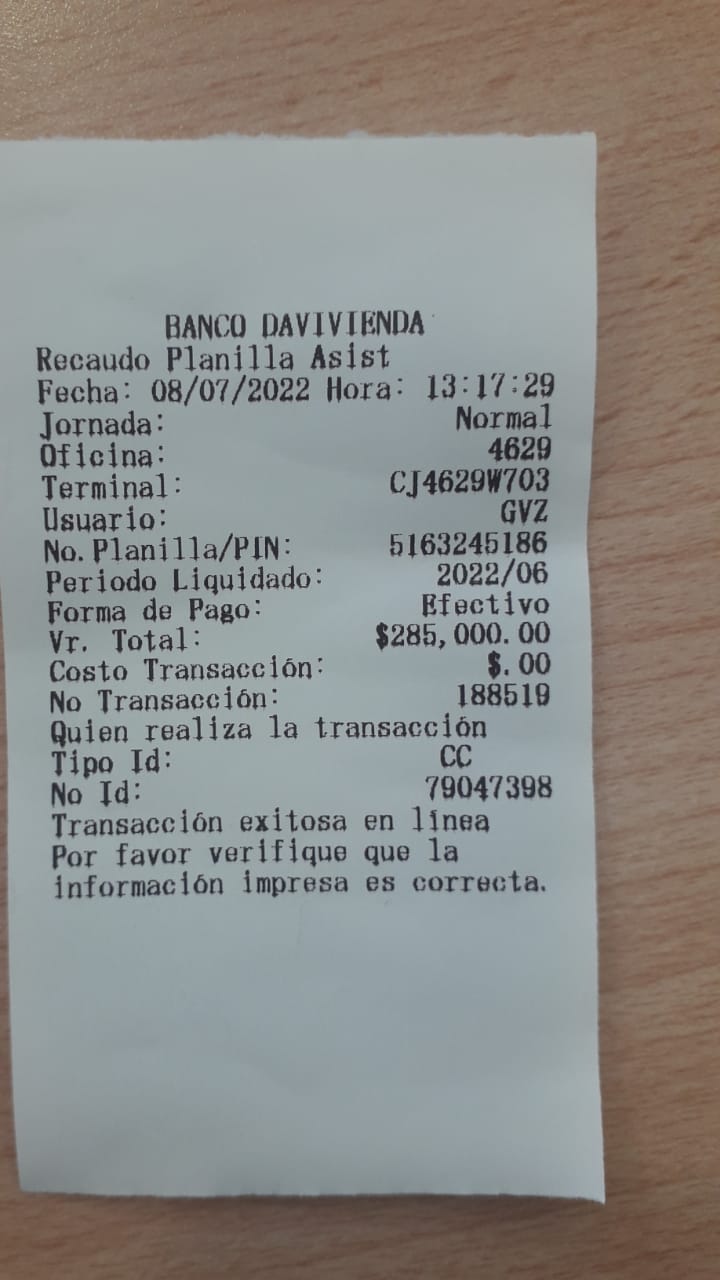 BANCO DAVIVIENDA
Recaudo Planilla Asist
Fecha: 08/07/2022 Hora: 13:17:29
Jornada: Normal
Oficina: 4629
Terminal: CJ4629W703
Usuario: GVZ
No. Planilla/PIN: 5163245186
Periodo Liquidado: 2022/06
Forma de Pago: Efectivo
Vr. Total: $285,000.00
Costo Transacción: $.00
No Transacción: 188519
Quien realiza la transacción
Tipo Id: CC
No Id: 79047398
Transacción exitosa en línea
Por favor verifique que la
información impresa es correcta.